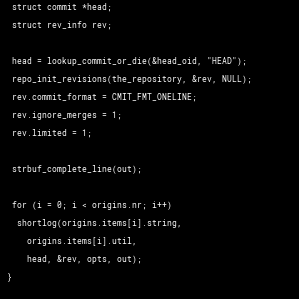 struct commit *head;
struct rev_info rev;

head = lookup_commit_or_die(&head_oid, "HEAD");
repo_init_revisions(the_repository, &rev, NULL);
rev.commit_format = CMIT_FMT_ONELINE;
rev.ignore_merges = 1;
rev.limited = 1;

strbuf_complete_line(out);

for (i = 0; i < origins.nr; i++)
shortlog(origins.items[i].string,
origins.items[i].util,
head, &rev, opts, out);
}